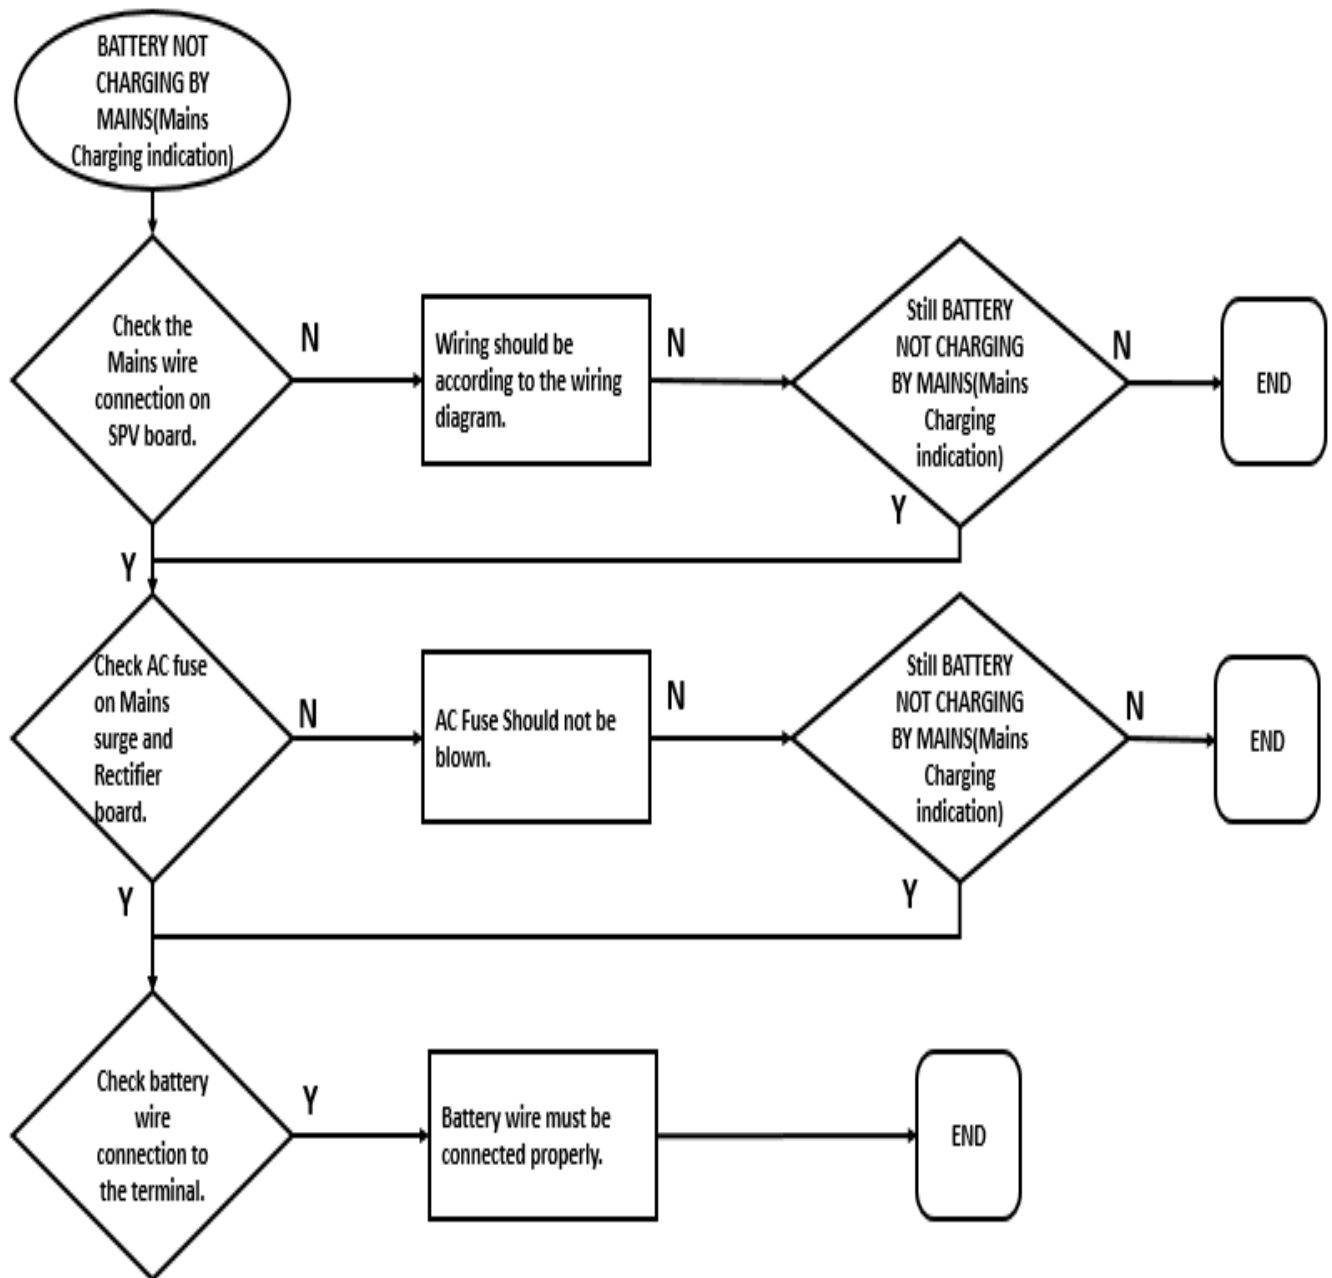 BATTERY NOT
CHARGING BY
MAINS(Mains
Charging indication)
Check the
Mains wire
connection on
SPV board.
N
Wiring should be
according to the wiring
diagram.
N
Still BATTERY
NOT CHARGING
BY MAINS(Mains
Charging
indication)
N
END
Y
Y
Check AC fuse
on Mains
surge and
Rectifier
board.
N
AC Fuse Should not be
blown.
N
Still BATTERY
NOT CHARGING
BY MAINS(Mains
Charging
indication)
N
END
Y
Y
Check battery
wire
connection to
the terminal.
Y
Battery wire must be
connected properly.
END